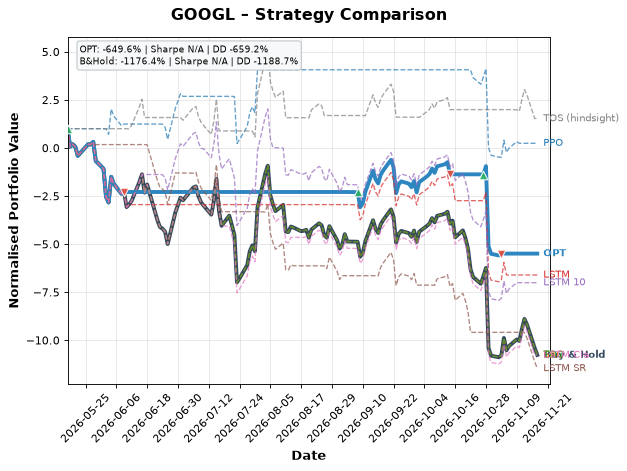 GOOGL – Strategy Comparison
OPT: -649.6% | Sharpe N/A | DD -659.2%
B&Hold: -1176.4% | Sharpe N/A | DD -1188.7%
Normalised Portfolio Value
5.0
2.5
0.0
−2.5
−5.0
−7.5
−10.0
TOS (hindsight)
PPO
OPT
LSTM
LSTM 10
Buy & Hold
LSTM SR
2026-05-25
2026-06-06
2026-06-18
2026-06-30
2026-07-12
2026-07-24
2026-08-05
2026-08-17
2026-08-29
2026-09-10
2026-09-22
2026-10-04
2026-10-16
2026-10-28
2026-11-09
2026-11-21
Date